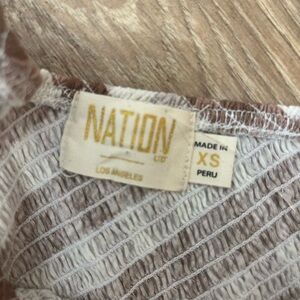 NATION
LTD
LOS ANGELES
MADE IN
XS
PERU